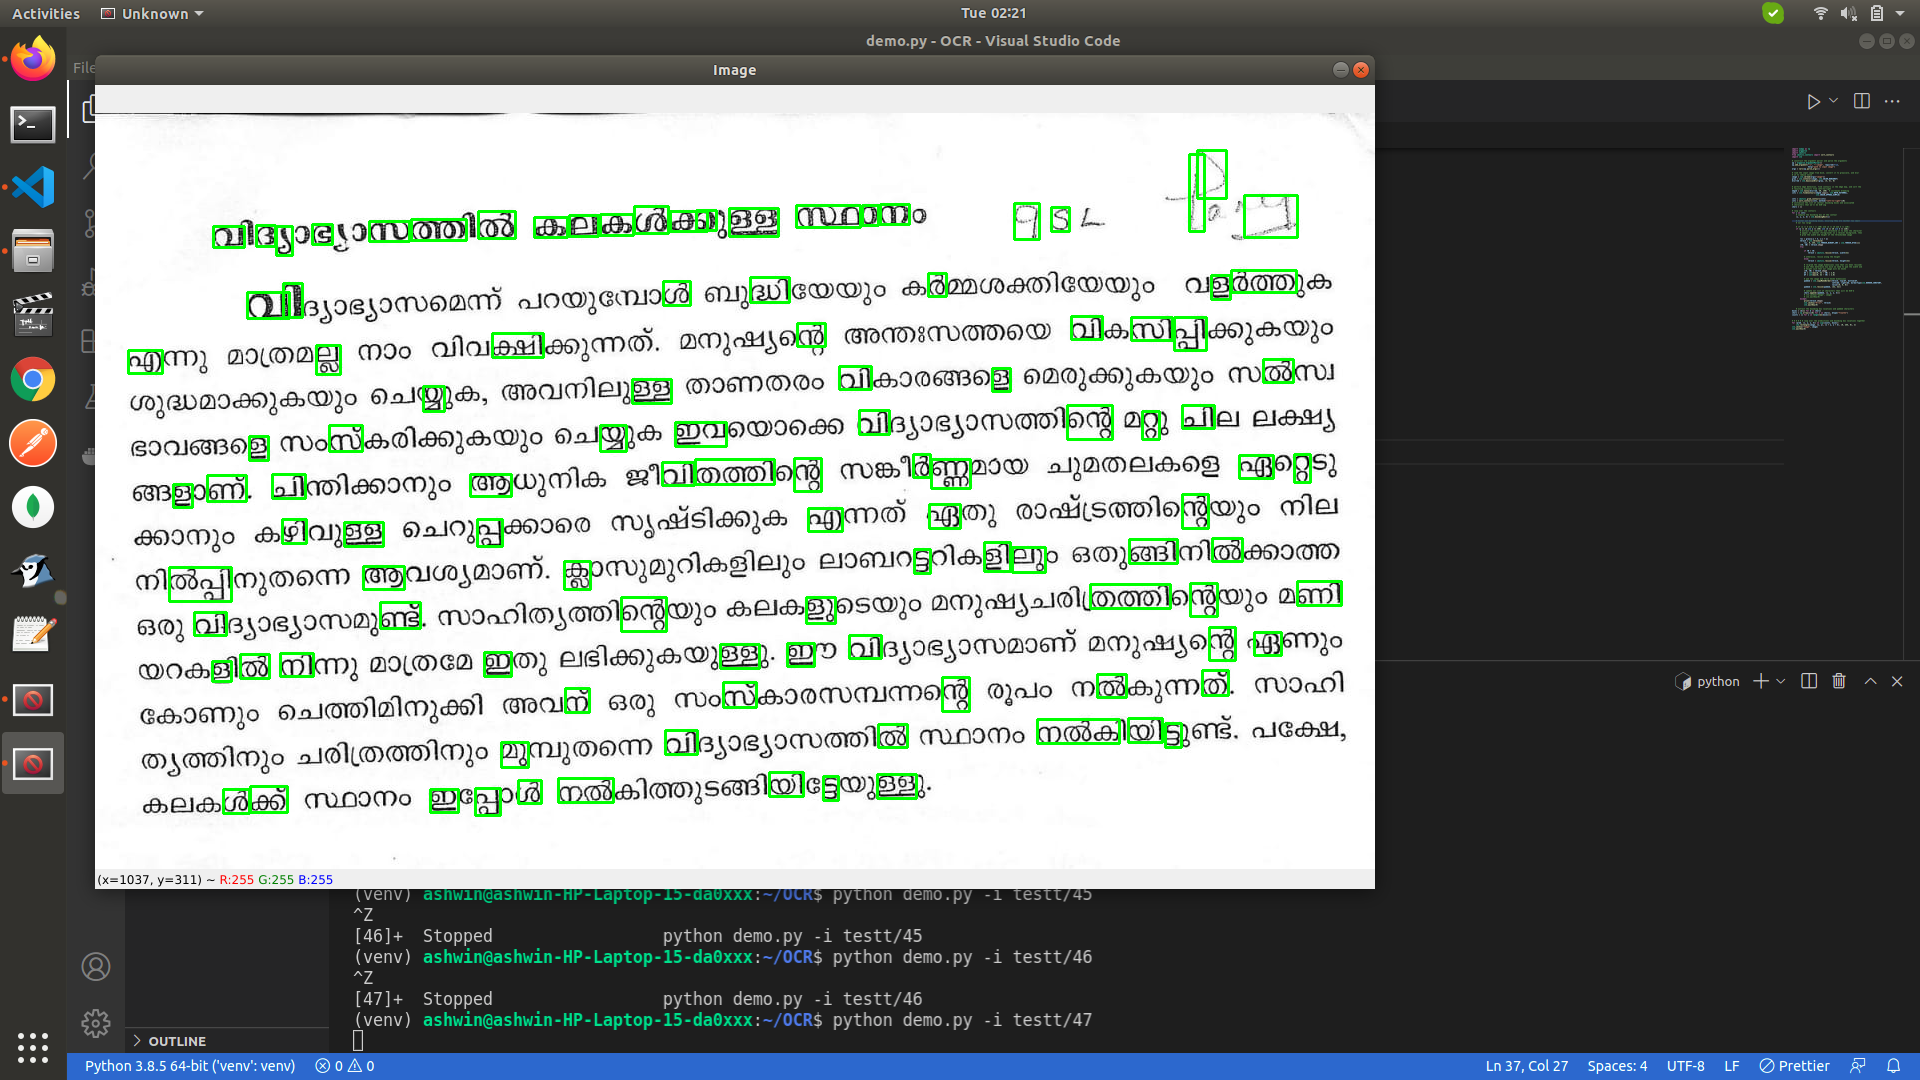 Activities
Unknown
Tue 02:21
demo.py - OCR - Visual Studio Code
File
Image
വിദ്യാഭ്യാസത്തിൽ കലകൾക്കുള്ള സ്ഥാനം
വിദ്യാഭ്യാസമെന്ന് പറയുമ്പോൾ ബുദ്ധിയേയും കർമ്മശക്തിയേയും വളർത്തുക
എന്നു മാത്രമല്ല നാം വിവക്ഷിക്കുന്നത്. മനുഷ്യന്റെ അന്തഃസത്തയെ വികസിപ്പിക്കുകയും
ശുദ്ധമാക്കുകയും ചെയ്യുക, അവനിലുള്ള താണതരം വികാരങ്ങളെ മെരുക്കുകയും സൽസ്വ
ഭാവങ്ങളെ സംസ്കരിക്കുകയും ചെയ്യുക ഇവയൊക്കെ വിദ്യാഭ്യാസത്തിന്റെ മറ്റു ചില ലക്ഷ്യ
ങ്ങളാണ്. ചിന്തിക്കാനും ആധുനിക ജീവിതത്തിന്റെ സങ്കീർണ്ണമായ ചുമതലകളെ ഏറ്റെടു
ക്കാനും കഴിവുള്ള ചെറുപ്പക്കാരെ സൃഷ്ടിക്കുക എന്നത് ഏതു രാഷ്ട്രത്തിന്റെയും നില
നിൽപ്പിനുതന്നെ ആവശ്യമാണ്. ക്ലാസുമുറികളിലും ലാബറട്ടറികളിലും ഒതുങ്ങിനിൽക്കാത്ത
ഒരു വിദ്യാഭ്യാസമുണ്ട്. സാഹിത്യത്തിന്റെയും കലകളുടെയും മനുഷ്യചരിത്രത്തിന്റെയും മണി
യറകളിൽ നിന്നു മാത്രമേ ഇതു ലഭിക്കുകയുള്ളു. ഈ വിദ്യാഭ്യാസമാണ് മനുഷ്യന്റെ ഏണും
കോണും ചെത്തിമിനുക്കി അവന് ഒരു സംസ്കാരസമ്പന്നന്റെ രൂപം നൽകുന്നത്. സാഹി
ത്യത്തിനും ചരിത്രത്തിനും മുമ്പുതന്നെ വിദ്യാഭ്യാസത്തിൽ സ്ഥാനം നൽകിയിട്ടുണ്ട്. പക്ഷേ,
കലകൾക്ക് സ്ഥാനം ഇപ്പോൾ നൽകിത്തുടങ്ങിയിട്ടേയുള്ളു.
(x=1037, y=311) ~ R:255 G:255 B:255
python
(venv) ashwin@ashwin-HP-Laptop-15-da0xxx:~/OCR$ python demo.py -i testt/45
^Z
[46]+ Stopped python demo.py -i testt/45
(venv) ashwin@ashwin-HP-Laptop-15-da0xxx:~/OCR$ python demo.py -i testt/46
^Z
[47]+ Stopped python demo.py -i testt/46
(venv) ashwin@ashwin-HP-Laptop-15-da0xxx:~/OCR$ python demo.py -i testt/47
OUTLINE
Python 3.8.5 64-bit ('venv': venv)
0
0
Ln 37, Col 27
Spaces: 4
UTF-8
LF
Prettier